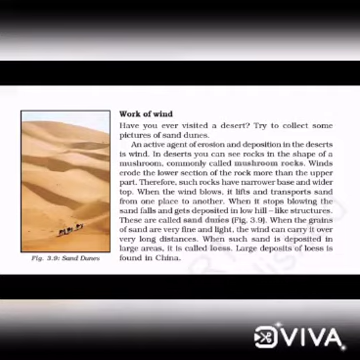 Work of wind
Have you ever visited a desert? Try to collect some
pictures of sand dunes.
An active agent of erosion and deposition in the deserts
is wind. In deserts you can see rocks in the shape of a
mushroom, commonly called mushroom rocks. Winds
erode the lower section of the rock more than the upper
part. Therefore, such rocks have narrower base and wider
top. When the wind blows, it lifts and transports sand
from one place to another. When it stops blowing the
sand falls and gets deposited in low hill – like structures.
These are called sand dunes (Fig. 3.9). When the grains
of sand are very fine and light, the wind can carry it over
very long distances. When such sand is deposited in
large areas, it is called loess. Large deposits of loess is
found in China.
Fig. 3.9: Sand Dunes
VIVA